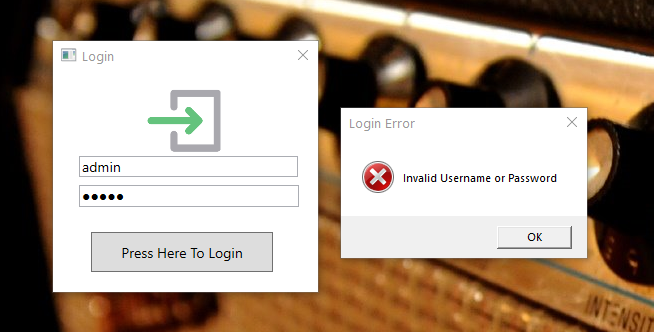 Login
admin
●●●●●
Press Here To Login
Login Error
Invalid Username or Password
OK
INTENSIT